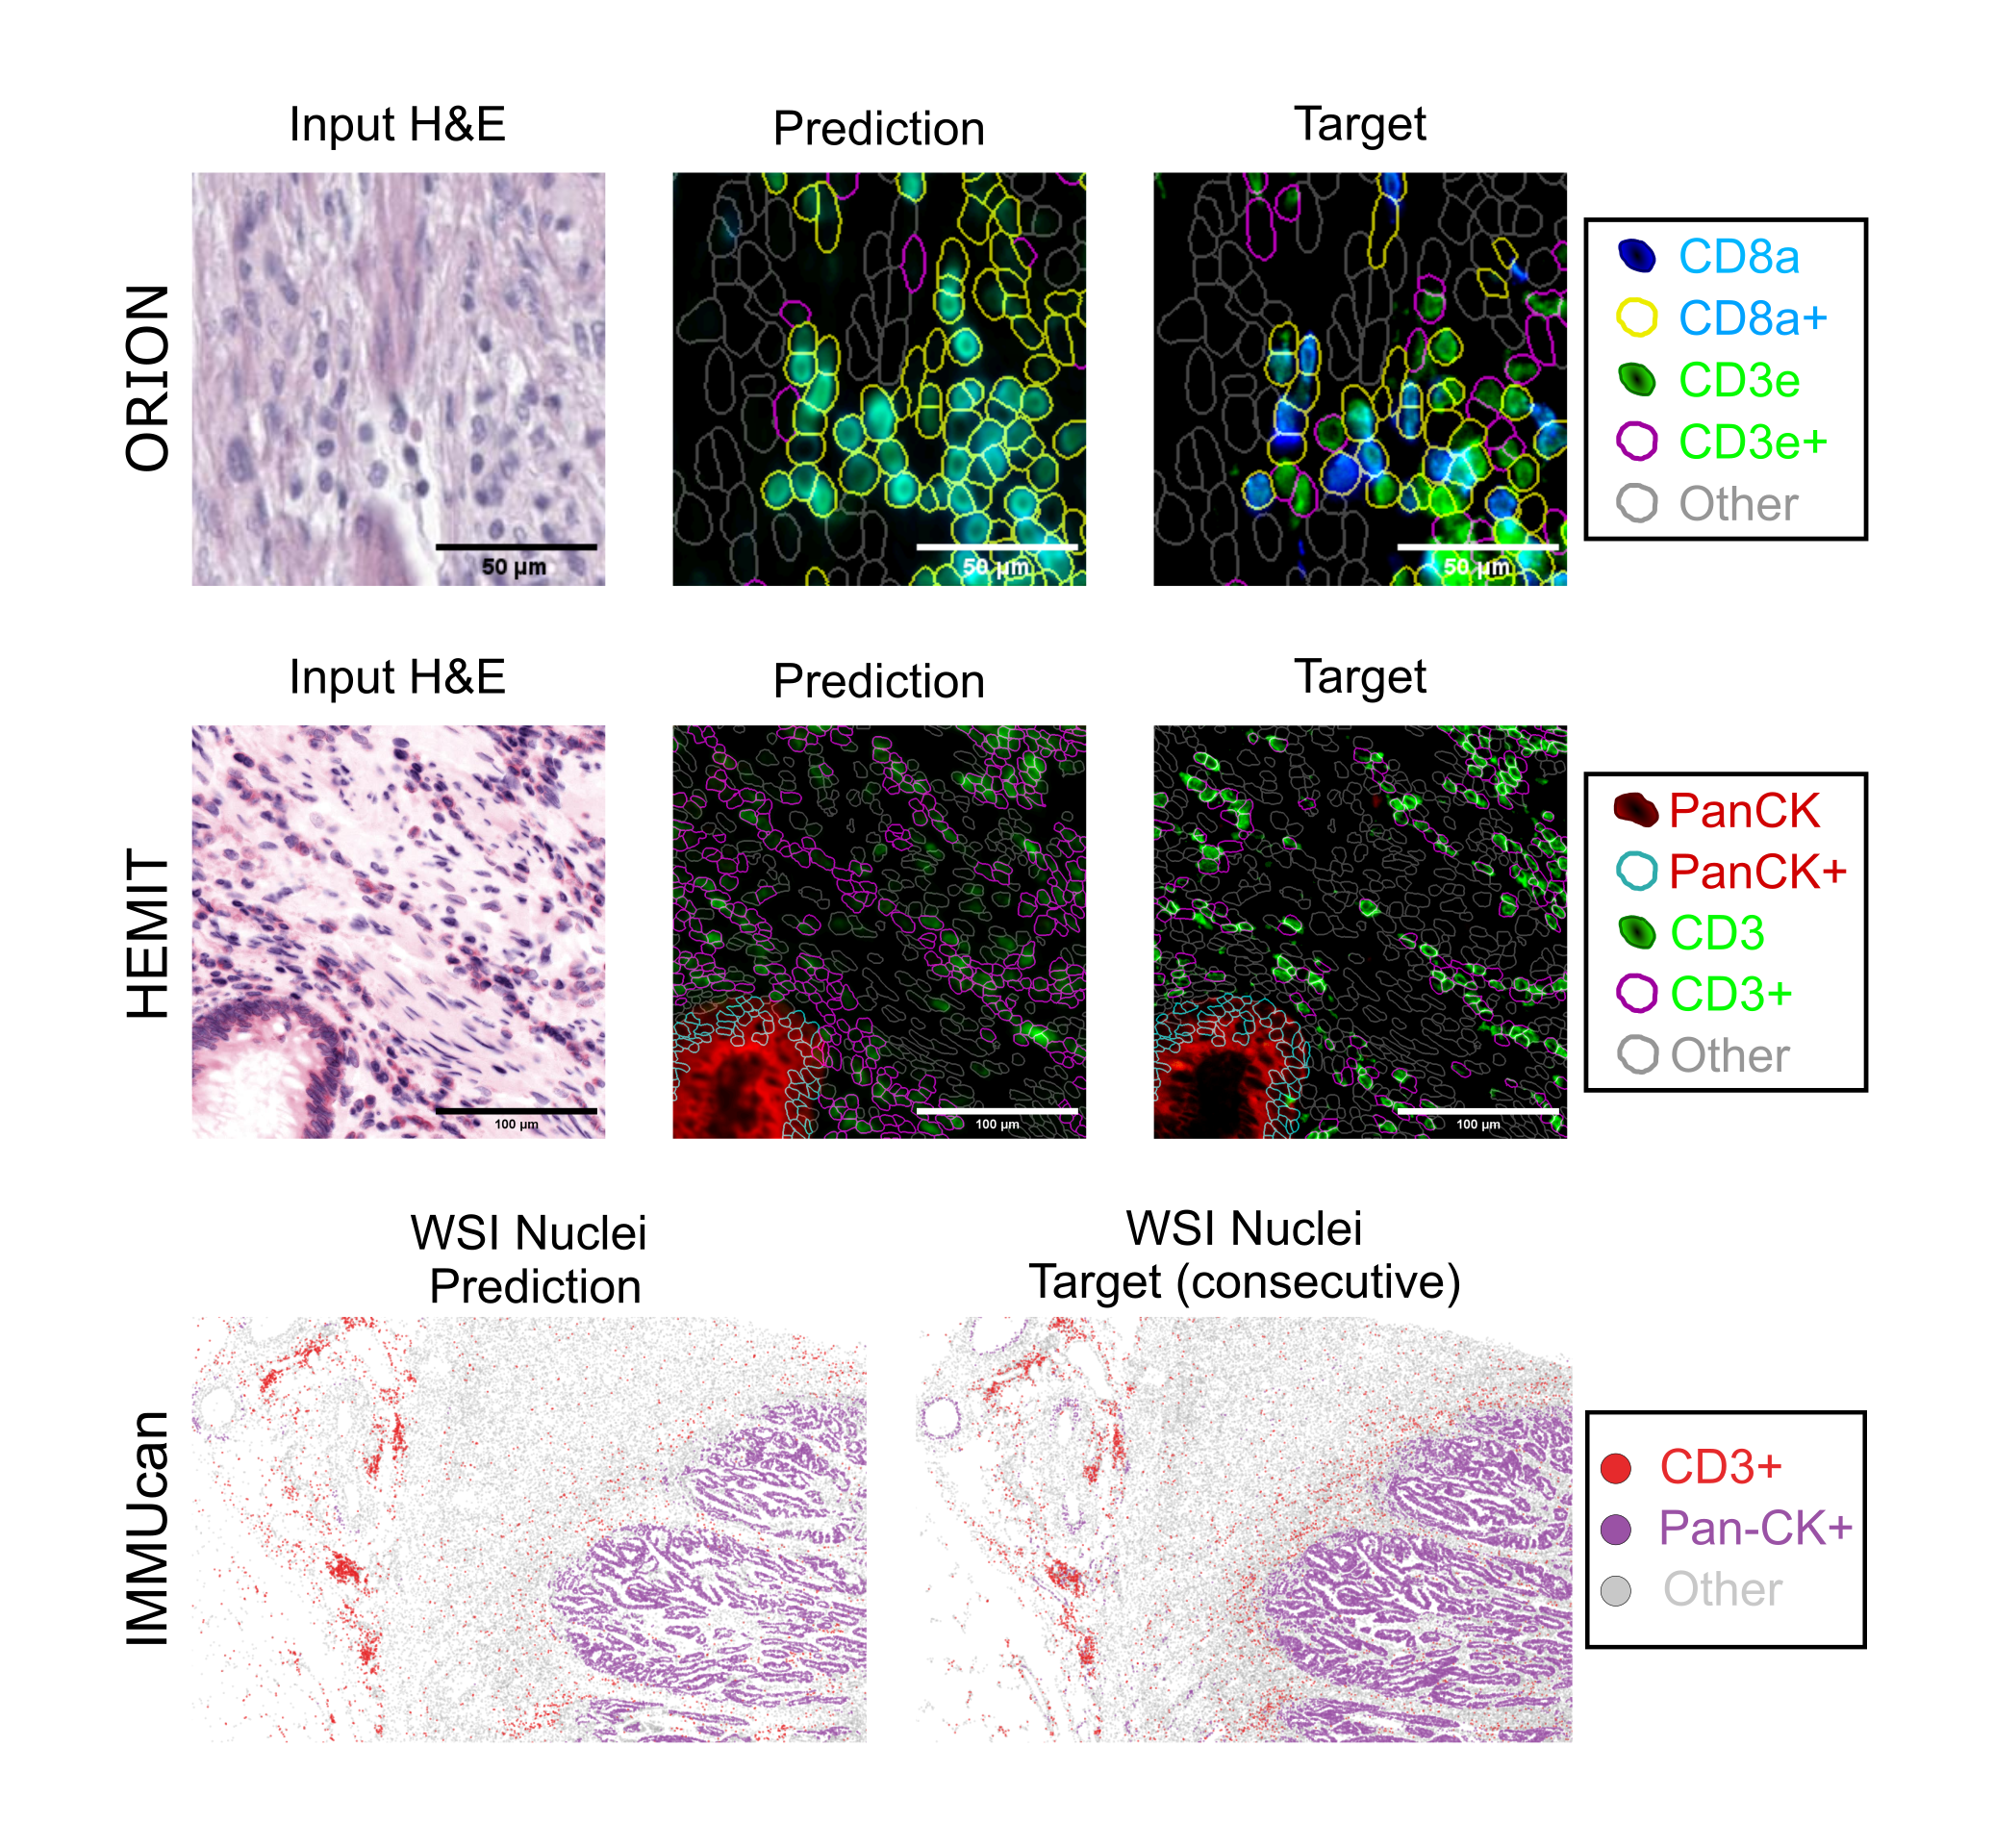 Input H&E
Prediction
Target
ORION
50 µm
50 µm
50 µm
CD8a
CD8a+
CD3e
CD3e+
Other
Input H&E
Prediction
Target
HEMIT
100 µm
100 µm
100 µm
PanCK
PanCK+
CD3
CD3+
Other
WSI Nuclei
Prediction
WSI Nuclei
Target (consecutive)
IMMUcan
CD3+
Pan-CK+
Other